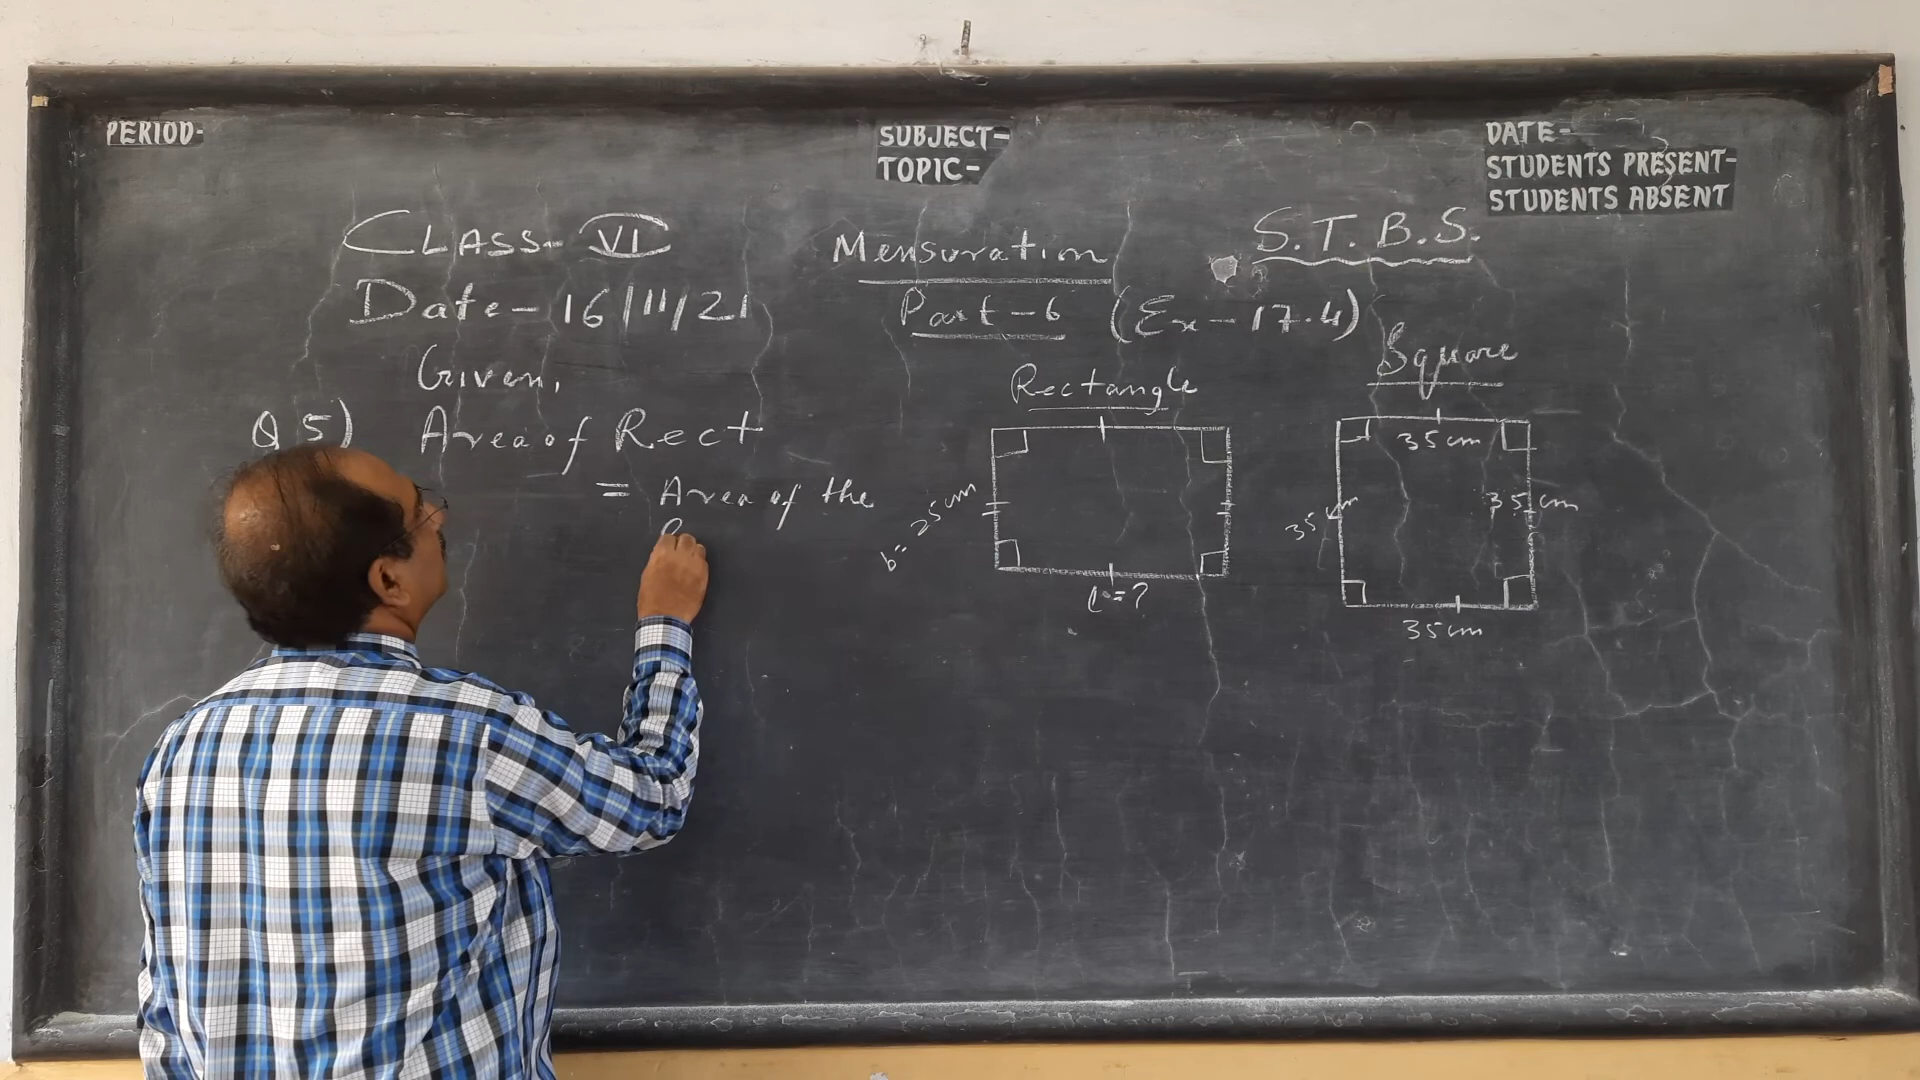 PERIOD-
SUBJECT-
TOPIC-
DATE-
STUDENTS PRESENT-
STUDENTS ABSENT
CLASS- VI
Date - 16/11/21
Mensuration
Part - 6 (Ex - 17.4)
S. T. B. S.
Given,
Q 5) Area of Rect
= Area of the
Rectangle
b = 25 cm
l = ?
Square
35 cm
35 cm
35 cm
35 cm